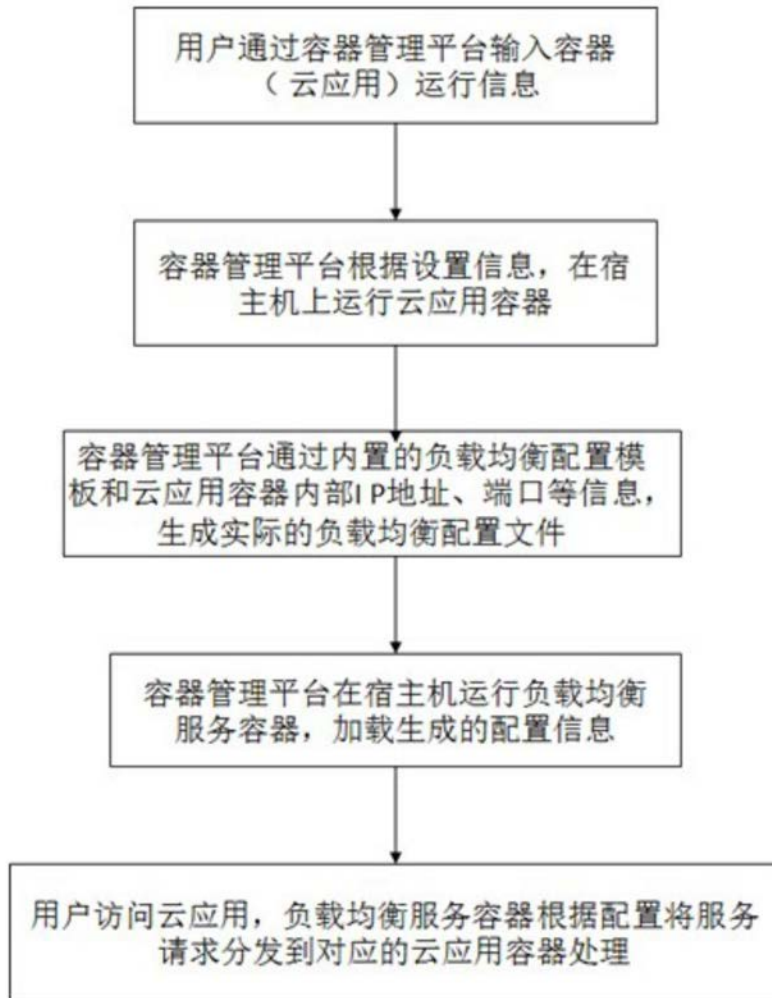 用户通过容器管理平台输入容器
（ 云应用）运行信息
容器管理平台根据设置信息，在宿
主机上运行云应用容器
容器管理平台通过内置的负载均衡配置模
板和云应用容器内部I P地址、端口等信息，
生成实际的负载均衡配置文件
容器管理平台在宿主机运行负载均衡
服务容器，加载生成的配置信息
用户访问云应用，负载均衡服务容器根据配置将服务
请求分发到对应的云应用容器处理